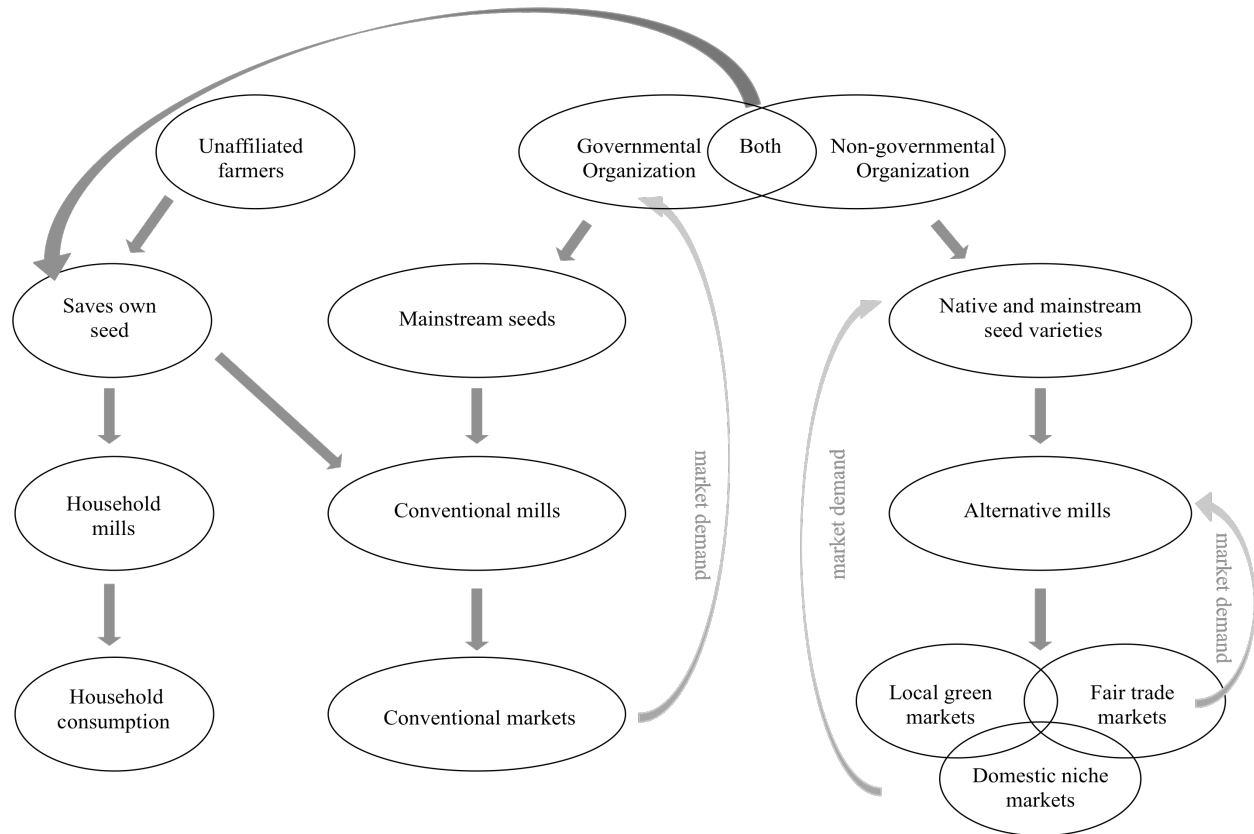 Unaffiliated
farmers
Governmental
Organization
Both
Non-governmental
Organization
Saves own
seed
Mainstream seeds
Native and mainstream
seed varieties
Household
mills
Conventional mills
market demand
market demand
Alternative mills
market demand
Household
consumption
Conventional markets
Local green
markets
Fair trade
markets
Domestic niche
markets